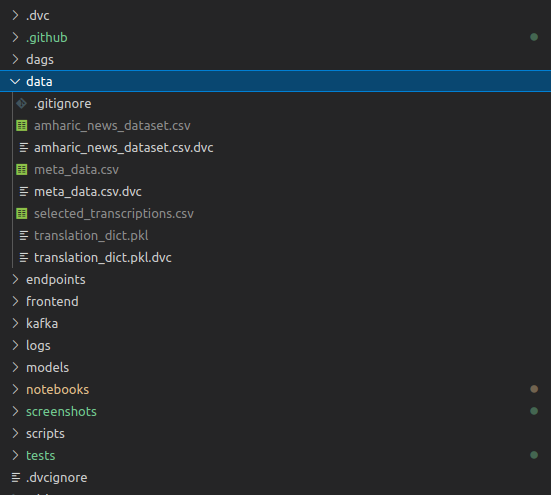 .dvc
.github
dags
data
.gitignore
amharic_news_dataset.csv
amharic_news_dataset.csv.dvc
meta_data.csv
meta_data.csv.dvc
selected_transcriptions.csv
translation_dict.pkl
translation_dict.pkl.dvc
endpoints
frontend
kafka
logs
models
notebooks
screenshots
scripts
tests
.dvcignore